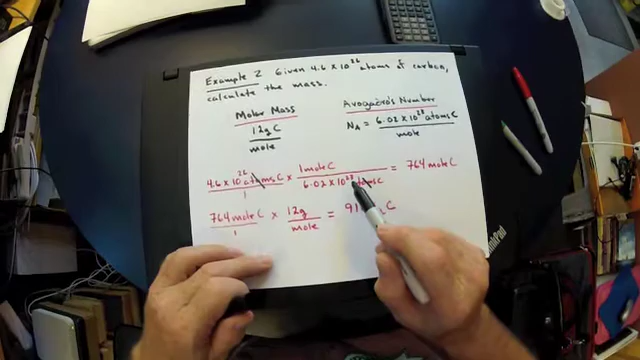 Example 2 Given 4.6 x 10^26 atoms of carbon,
calculate the mass.
Molar Mass
12g C
mole
Avogadro's Number
NA = 6.02 x 10^23 atoms C
mole
4.6 x 10^26 atoms C x 1 mole C = 764 mole C
1 6.02 x 10^23 atoms C
764 mole C x 12g = 91 C
1 mole
ThinkPad